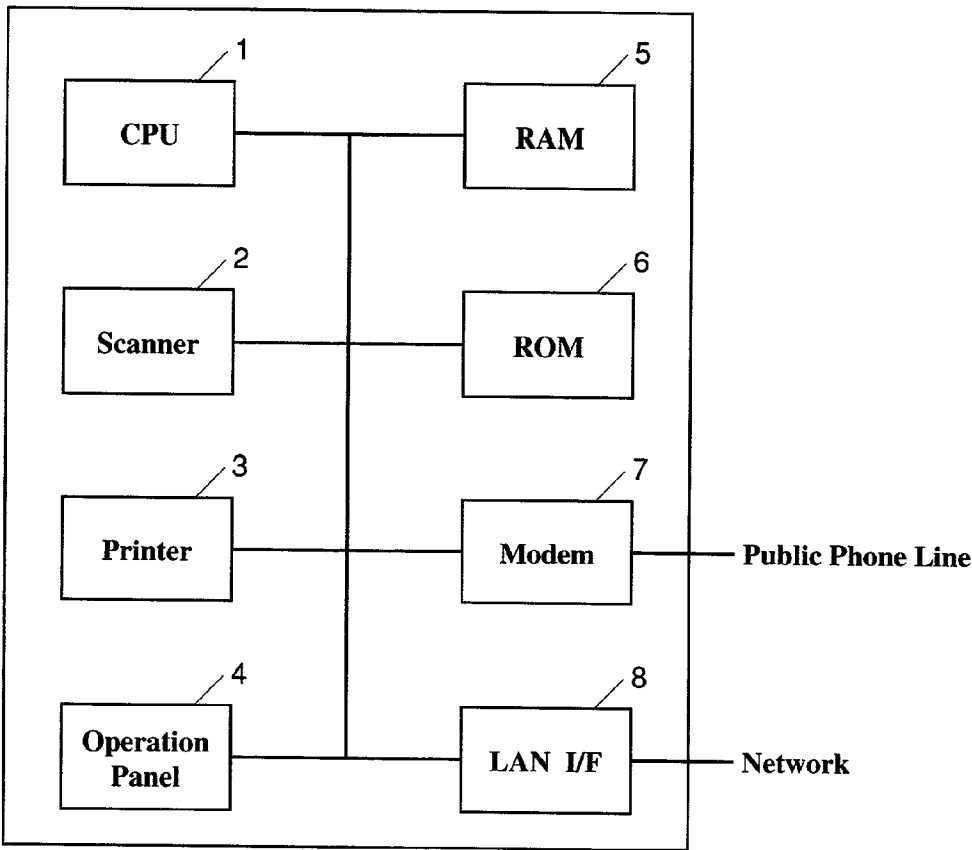 1
CPU
5
RAM
2
Scanner
6
ROM
3
Printer
7
Modem
Public Phone Line
4
Operation
Panel
8
LAN I/F
Network